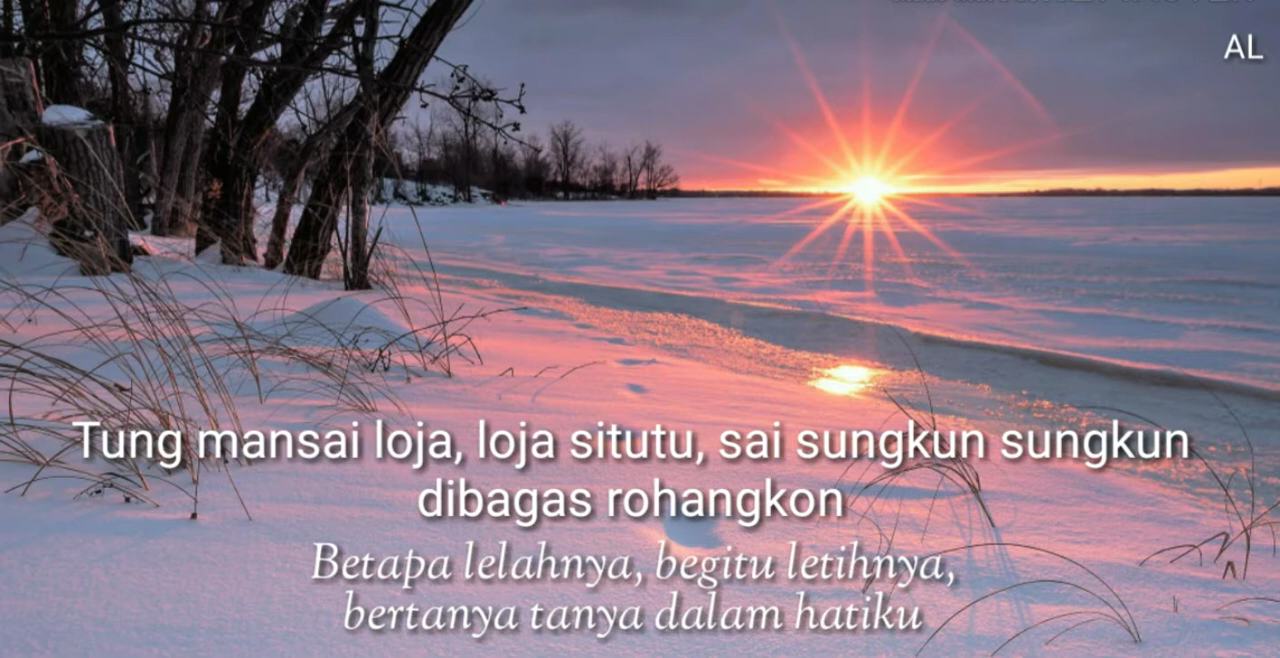 AL
Tung mansai loja, loja situtu, sai sungkun sungkun
dibagas rohangkon
Betapa lelahnya, begitu letihnya,
bertanya tanya dalam hatiku